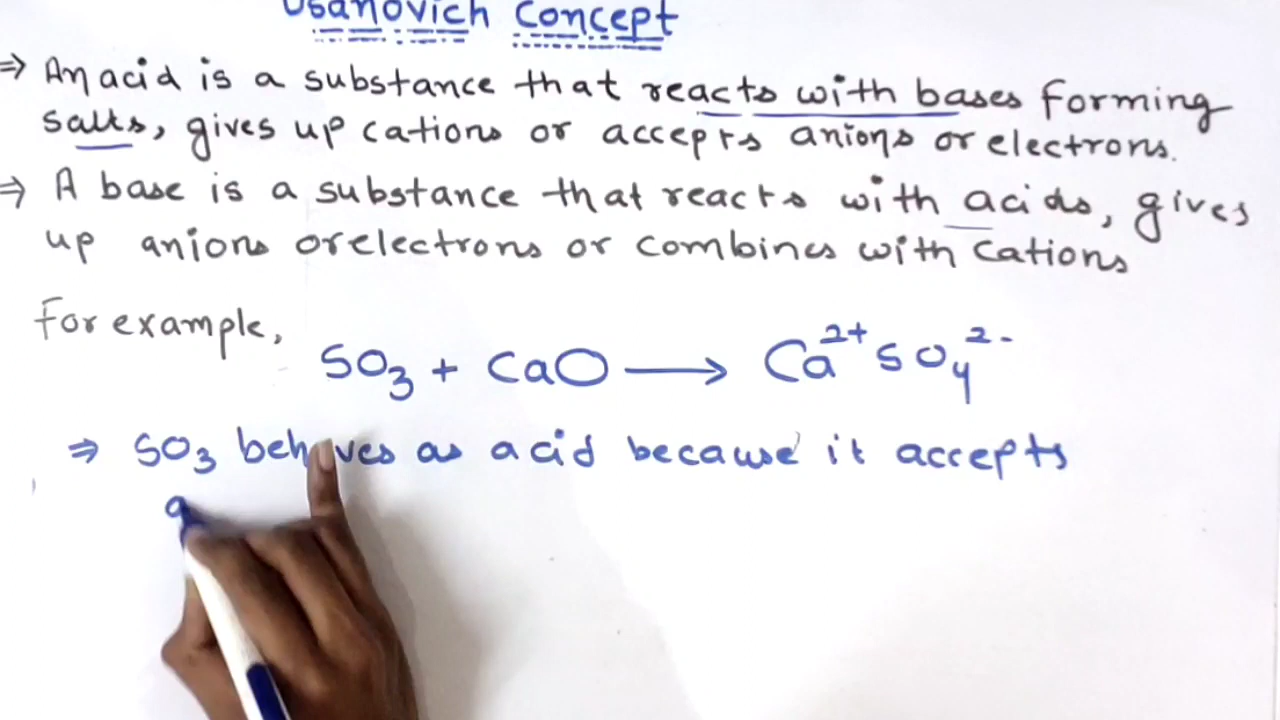 Usanovich Concept
⇒ An acid is a substance that reacts with bases forming
salts, gives up cations or accepts anions or electrons.
⇒ A base is a substance that reacts with acids, gives
up anions or electrons or combines with cations
For example,
SO₃ + CaO ⟶ Ca²⁺ SO₄²⁻
⇒ SO₃ behaves as acid because it accepts